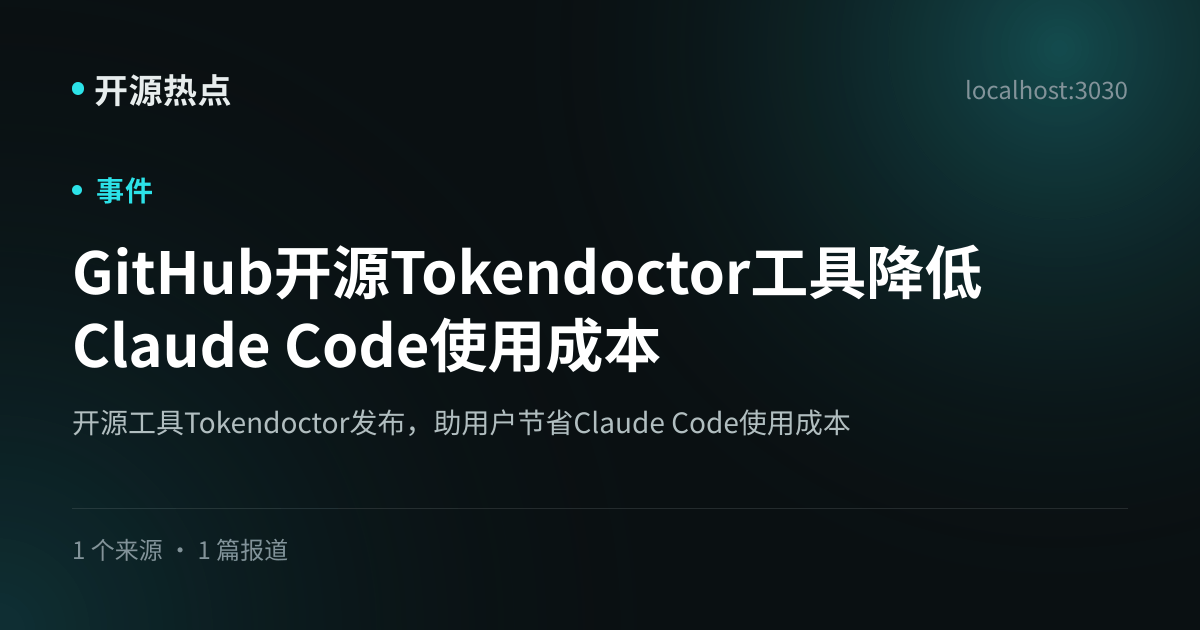 开源热点
localhost:3030
事件
GitHub开源Tokendoctor工具降低
Claude Code使用成本
开源工具Tokendoctor发布，助用户节省Claude Code使用成本
1 个来源 · 1 篇报道